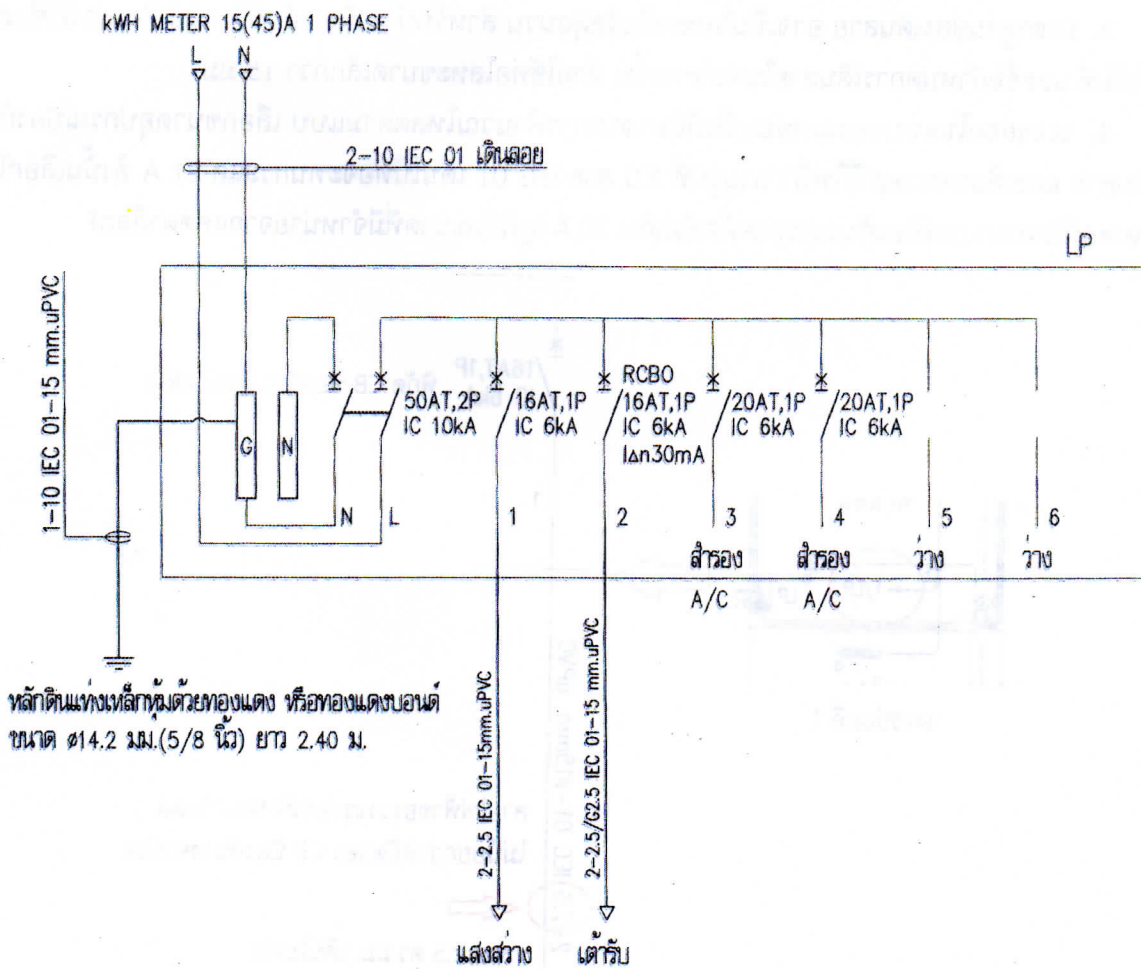 kWH METER 15(45)A 1 PHASE
L N
2-10 IEC 01 เดินลอย
LP
1-10 IEC 01-15 mm.uPVC
G N
50AT,2P
IC 10kA
16AT,1P
IC 6kA
RCBO
16AT,1P
IC 6kA
I∆n30mA
20AT,1P
IC 6kA
20AT,1P
IC 6kA
N L 1 2 3 4 5 6
สำรอง
A/C
สำรอง
A/C
ว่าง
ว่าง
หลักดินแท่งเหล็กหุ้มด้วยทองแดง หรือทองแดงบอนด์
ขนาด ø14.2 มม.(5/8 นิ้ว) ยาว 2.40 ม.
2-2.5 IEC 01-15mm.uPVC
2-2.5/G2.5 IEC 01-15 mm.uPVC
แสงสว่าง
เต้ารับ